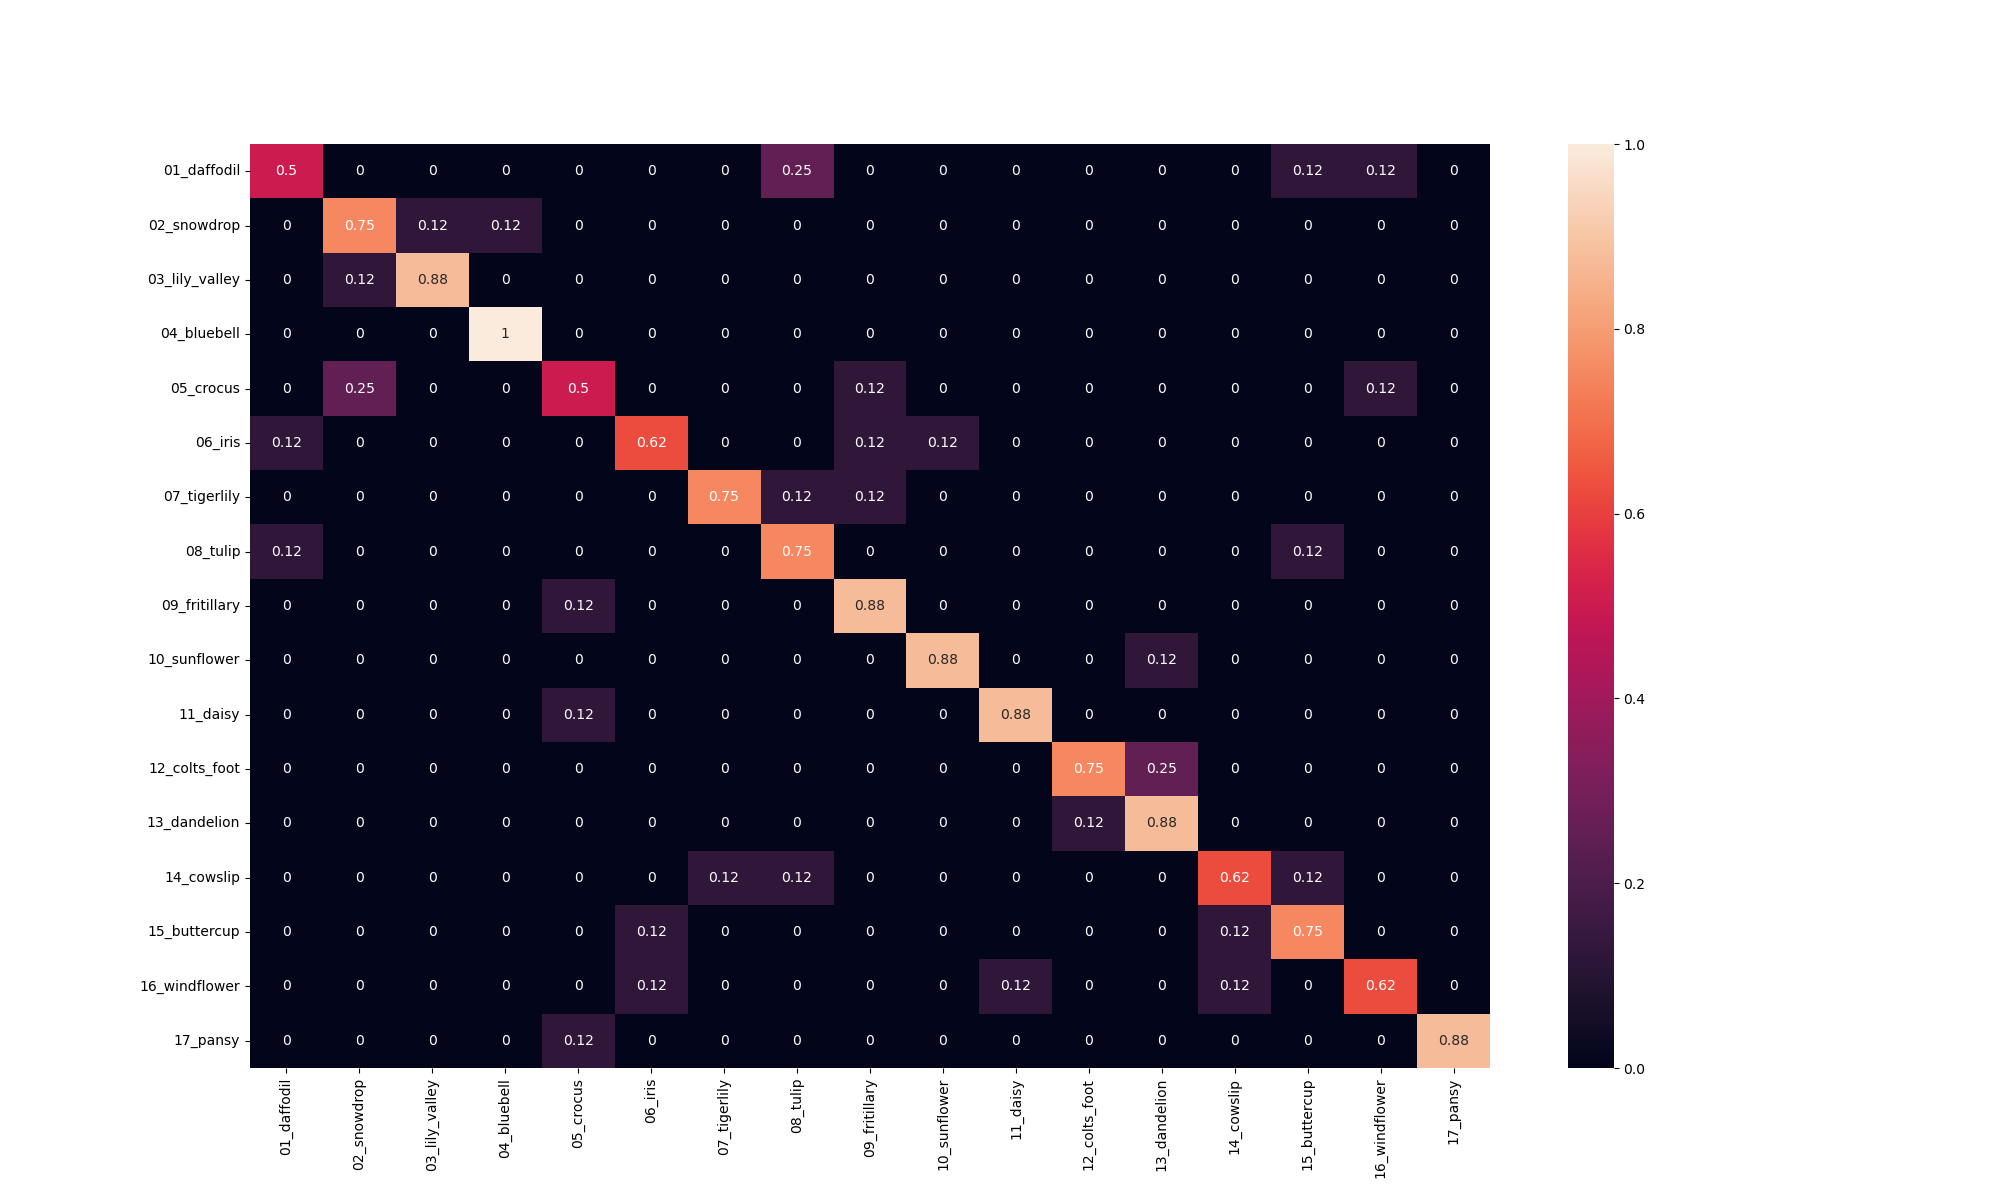 01_daffodil 0.5 0 0 0 0 0 0 0.25 0 0 0 0 0 0 0.12 0.12 0
02_snowdrop 0 0.75 0.12 0.12 0 0 0 0 0 0 0 0 0 0 0 0 0
03_lily_valley 0 0.12 0.88 0 0 0 0 0 0 0 0 0 0 0 0 0 0
04_bluebell 0 0 0 1 0 0 0 0 0 0 0 0 0 0 0 0 0
05_crocus 0 0.25 0 0 0.5 0 0 0 0.12 0 0 0 0 0 0 0.12 0
06_iris 0.12 0 0 0 0 0.62 0 0 0.12 0.12 0 0 0 0 0 0 0
07_tigerlily 0 0 0 0 0 0 0.75 0.12 0.12 0 0 0 0 0 0 0 0
08_tulip 0.12 0 0 0 0 0 0 0.75 0 0 0 0 0 0 0.12 0 0
09_fritillary 0 0 0 0 0.12 0 0 0 0.88 0 0 0 0 0 0 0 0
10_sunflower 0 0 0 0 0 0 0 0 0 0.88 0 0 0.12 0 0 0 0
11_daisy 0 0 0 0 0.12 0 0 0 0 0 0.88 0 0 0 0 0 0
12_colts_foot 0 0 0 0 0 0 0 0 0 0 0 0.75 0.25 0 0 0 0
13_dandelion 0 0 0 0 0 0 0 0 0 0 0 0.12 0.88 0 0 0 0
14_cowslip 0 0 0 0 0 0 0.12 0.12 0 0 0 0 0 0.62 0.12 0 0
15_buttercup 0 0 0 0 0 0.12 0 0 0 0 0 0 0 0.12 0.75 0 0
16_windflower 0 0 0 0 0 0.12 0 0 0 0 0.12 0 0 0.12 0 0.62 0
17_pansy 0 0 0 0 0.12 0 0 0 0 0 0 0 0 0 0 0 0.88
01_daffodil
02_snowdrop
03_lily_valley
04_bluebell
05_crocus
06_iris
07_tigerlily
08_tulip
09_fritillary
10_sunflower
11_daisy
12_colts_foot
13_dandelion
14_cowslip
15_buttercup
16_windflower
17_pansy
1.0
0.8
0.6
0.4
0.2
0.0